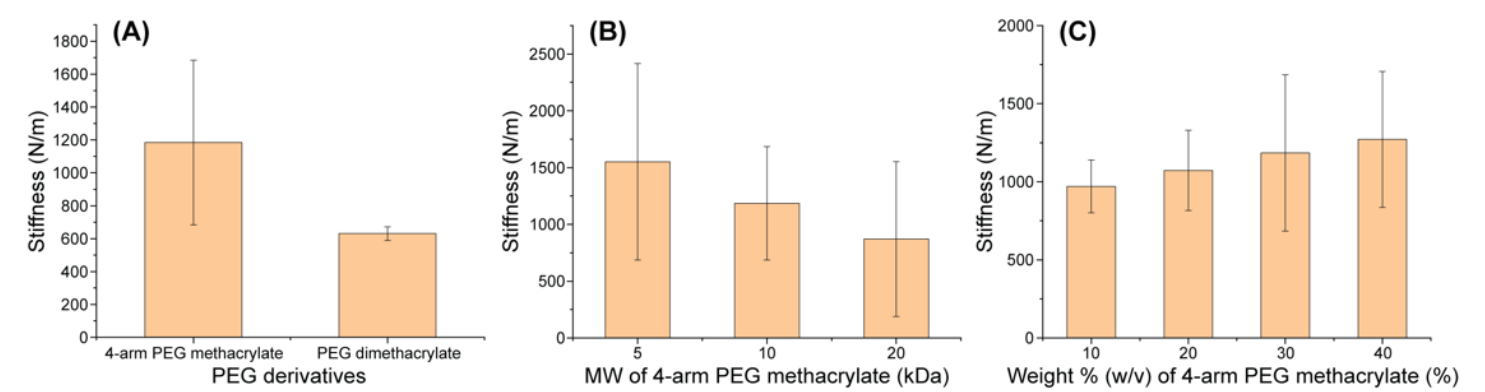 (A)
Stiffness (N/m)
1800
1600
1400
1200
1000
800
600
400
200
0
4-arm PEG methacrylate PEG dimethacrylate
PEG derivatives
(B)
Stiffness (N/m)
2500
2000
1500
1000
500
0
5 10 20
MW of 4-arm PEG methacrylate (kDa)
(C)
Stiffness (N/m)
2000
1500
1000
500
0
10 20 30 40
Weight % (w/v) of 4-arm PEG methacrylate (%)